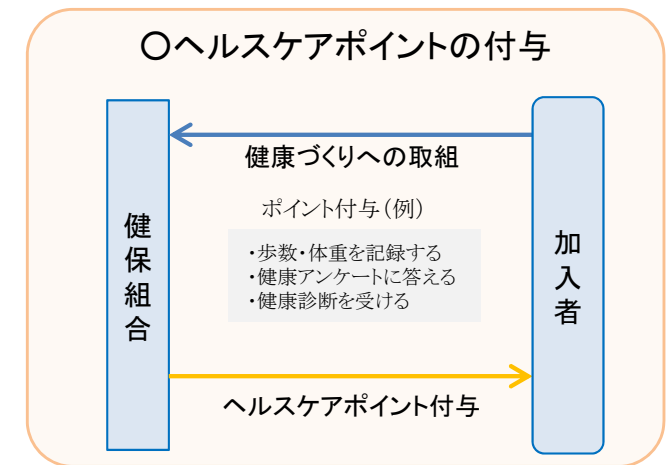 〇ヘルスケアポイントの付与
健康づくりへの取組
ポイント付与(例)
・歩数・体重を記録する
・健康アンケートに答える
・健康診断を受ける
健保組合
加入者
ヘルスケアポイント付与